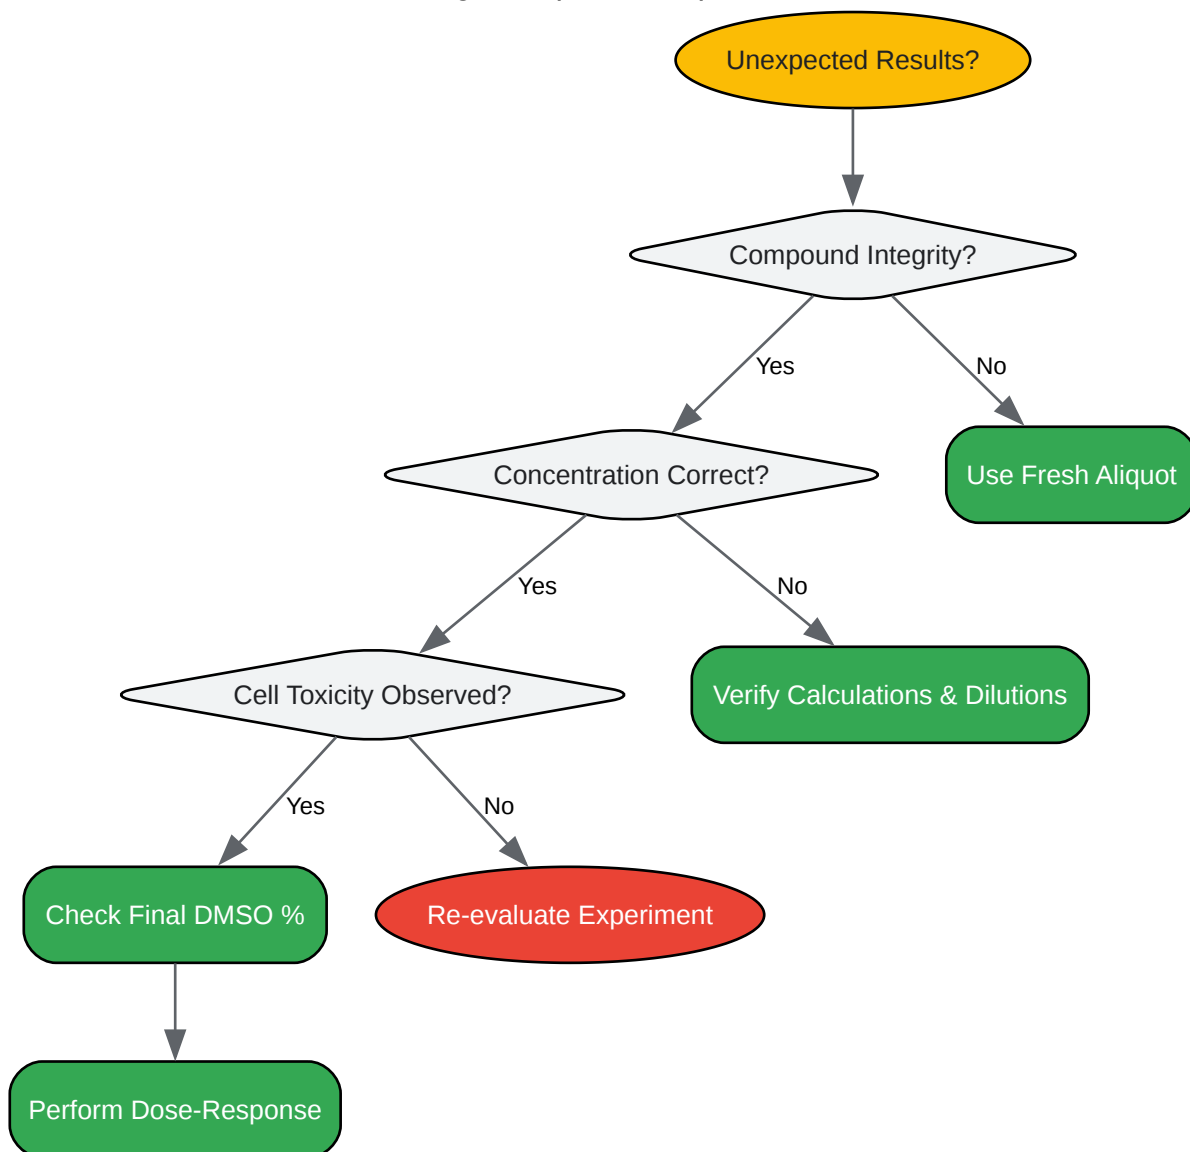 Unexpected Results?
Compound Integrity?
Yes
No
Concentration Correct?
Use Fresh Aliquot
Yes
No
Cell Toxicity Observed?
Verify Calculations & Dilutions
Yes
No
Check Final DMSO %
Re-evaluate Experiment
Perform Dose-Response